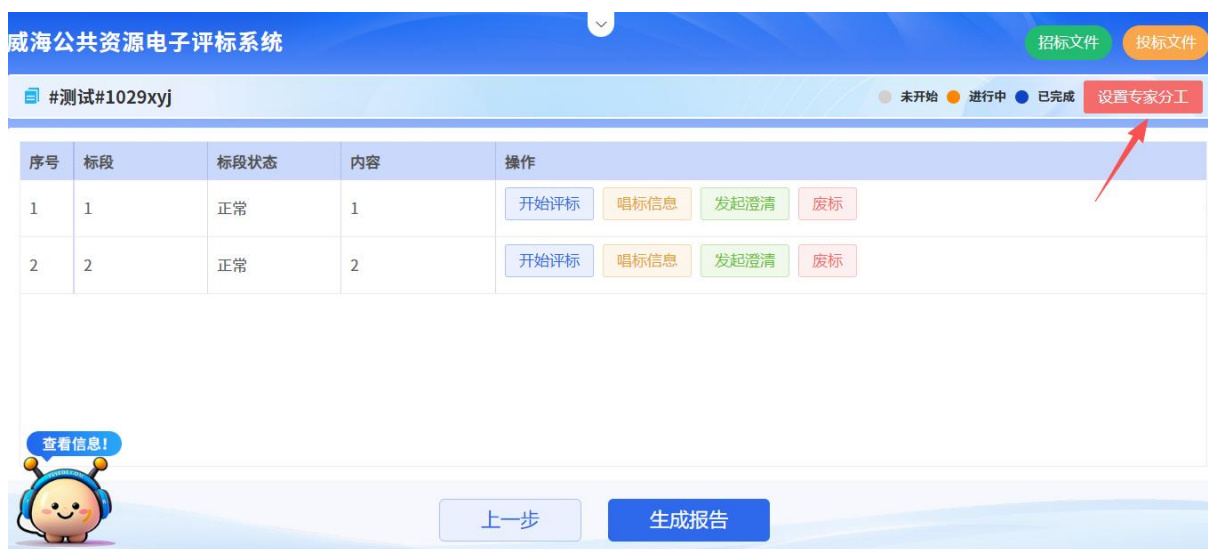 威海公共资源电子评标系统
招标文件 投标文件
#测试#1029xyj
未开始 进行中 已完成 设置专家分工
序号 标段 标段状态 内容 操作
1 1 正常 1 开始评标 唱标信息 发起澄清 废标
2 2 正常 2 开始评标 唱标信息 发起澄清 废标
查看信息!
上一步 生成报告